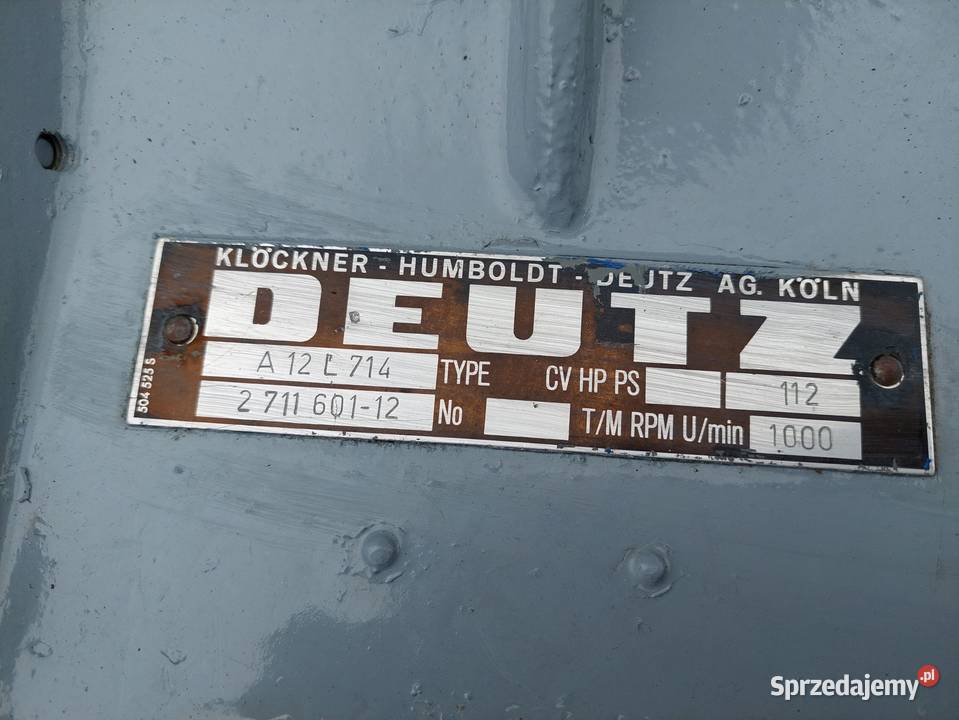 KLÖCKNER - HUMBOLDT - DEUTZ AG. KÖLN
DEUTZ
A 12 L 714 TYPE CV HP PS 112
2 711 601-12 No T/M RPM U/min 1000
504 525 S
Sprzedajemy.pl